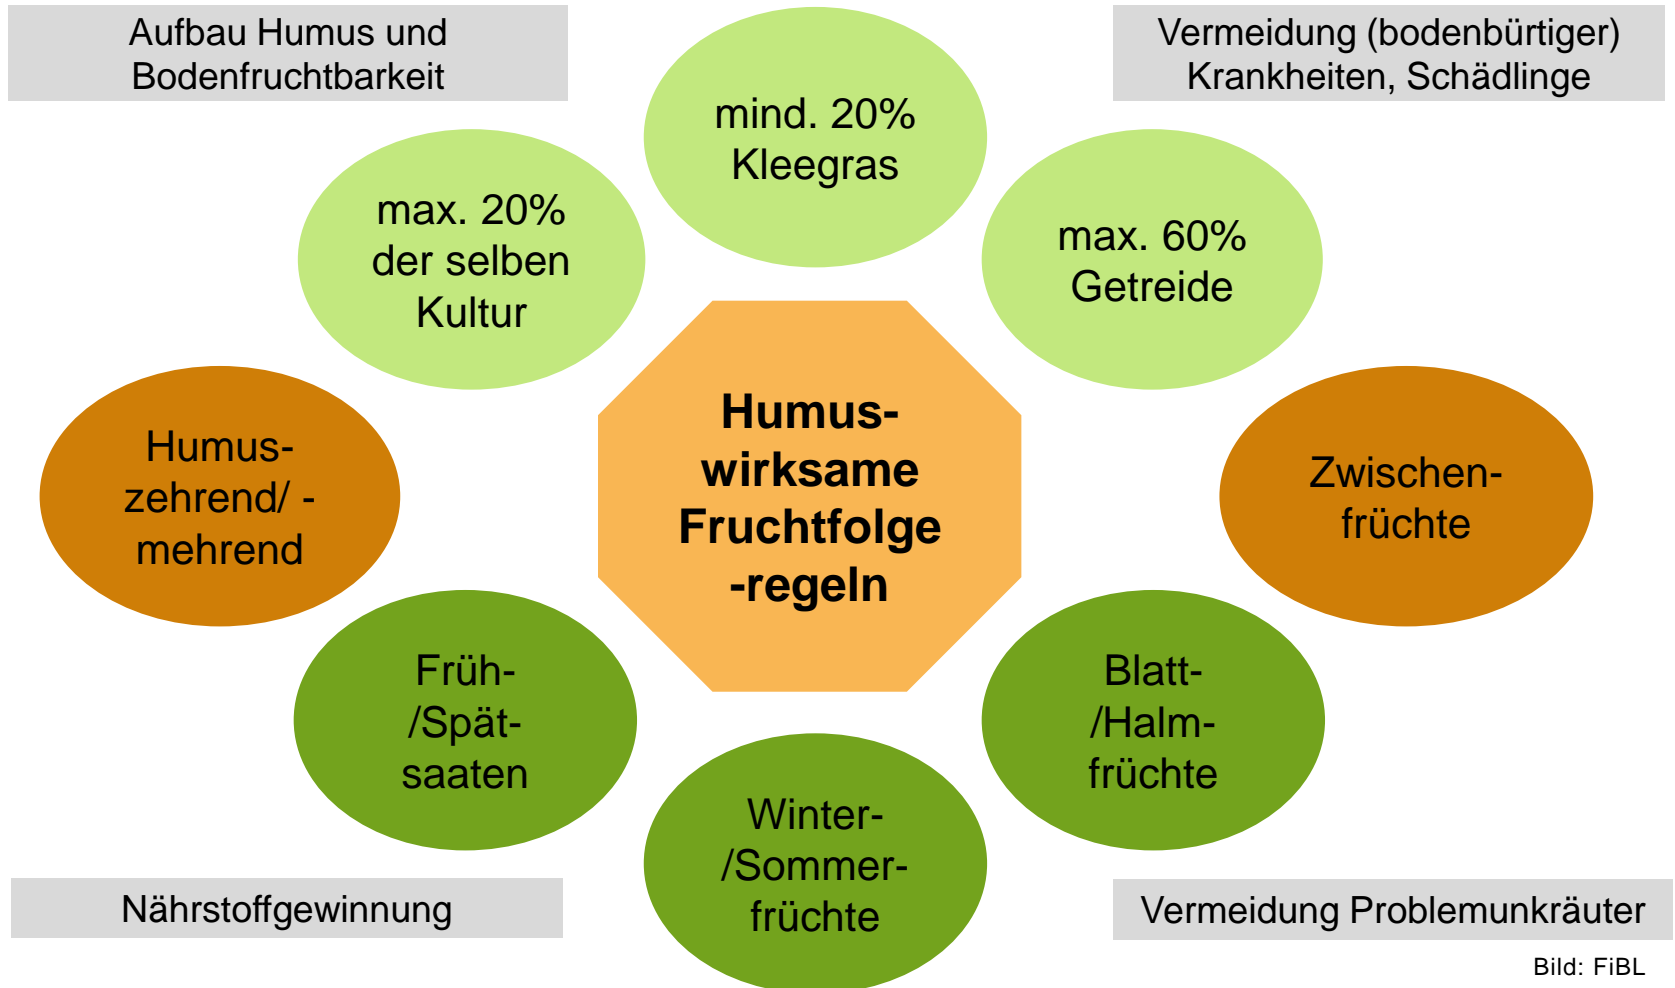 Aufbau Humus und
Bodenfruchtbarkeit
Vermeidung (bodenbürtiger)
Krankheiten, Schädlinge
mind. 20%
Kleegras
max. 20%
der selben
Kultur
max. 60%
Getreide
Humus-
zehrend/ -
mehrend
Humus-
wirksame
Fruchtfolge
-regeln
Zwischen-
früchte
Früh-
/Spät-
saaten
Blatt-
/Halm-
früchte
Winter-
/Sommer-
früchte
Nährstoffgewinnung
Vermeidung Problemunkräuter
Bild: FiBL